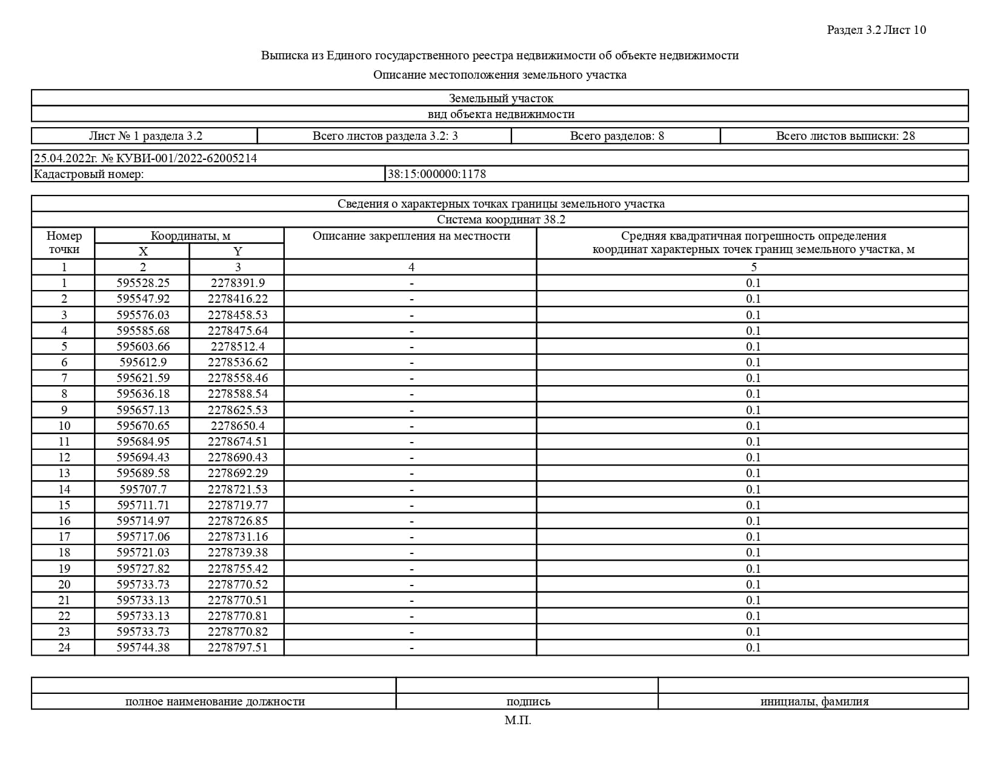 Раздел 3.2 Лист 10
Выписка из Единого государственного реестра недвижимости об объекте недвижимости
Описание местоположения земельного участка
Земельный участок
вид объекта недвижимости
Лист № 1 раздела 3.2 Всего листов раздела 3.2: 3 Всего разделов: 8 Всего листов выписки: 28
25.04.2022г. № КУВИ-001/2022-62005214
Кадастровый номер: 38:15:000000:1178
Сведения о характерных точках границы земельного участка
Система координат 38.2
Номер точки Координаты, м Описание закрепления на местности Средняя квадратичная погрешность определения координат характерных точек границ земельного участка, м
X Y
1 2 3 4 5
1 595528.25 2278391.9 - 0.1
2 595547.92 2278416.22 - 0.1
3 595576.03 2278458.53 - 0.1
4 595585.68 2278475.64 - 0.1
5 595603.66 2278512.4 - 0.1
6 595612.9 2278536.62 - 0.1
7 595621.59 2278558.46 - 0.1
8 595636.18 2278588.54 - 0.1
9 595657.13 2278625.53 - 0.1
10 595670.65 2278650.4 - 0.1
11 595684.95 2278674.51 - 0.1
12 595694.43 2278690.43 - 0.1
13 595689.58 2278692.29 - 0.1
14 595707.7 2278721.53 - 0.1
15 595711.71 2278719.77 - 0.1
16 595714.97 2278726.85 - 0.1
17 595717.06 2278731.16 - 0.1
18 595721.03 2278739.38 - 0.1
19 595727.82 2278755.42 - 0.1
20 595733.73 2278770.52 - 0.1
21 595733.13 2278770.51 - 0.1
22 595733.13 2278770.81 - 0.1
23 595733.73 2278770.82 - 0.1
24 595744.38 2278797.51 - 0.1
полное наименование должности подпись инициалы, фамилия
М.П.